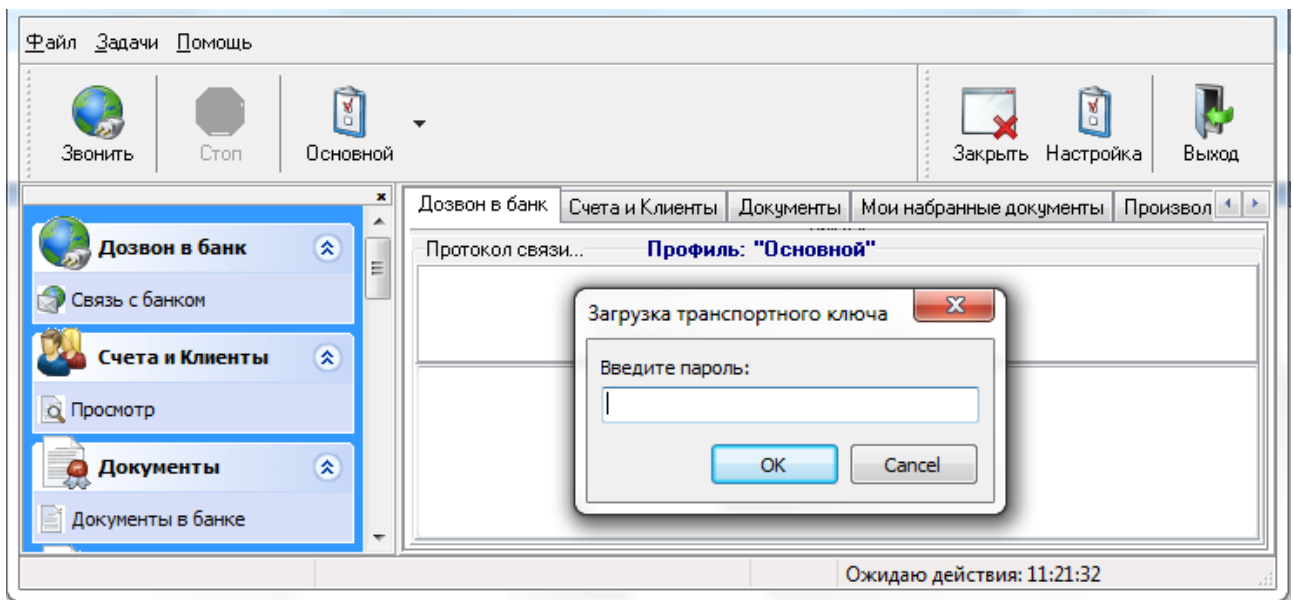 Файл Задачи Помощь
Звонить Стоп Основной Закрыть Настройка Выход
Дозвон в банк Счета и Клиенты Документы Мои набранные документы Произвол
Дозвон в банк
Связь с банком
Счета и Клиенты
Просмотр
Документы
Документы в банке
Протокол связи... Профиль: "Основной"
Загрузка транспортного ключа
Введите пароль:
OK Cancel
Ожидаю действия: 11:21:32